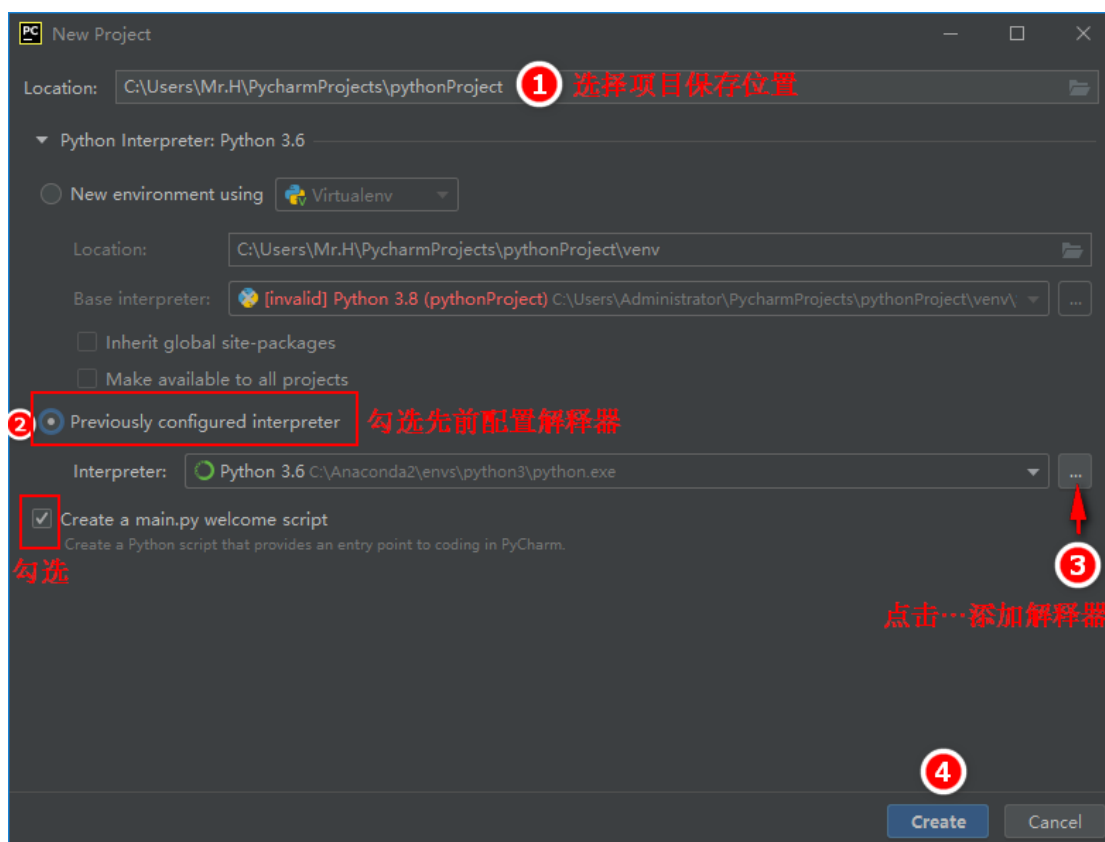 PC New Project
Location: C:\Users\Mr.H\PycharmProjects\pythonProject 1 选择项目保存位置
Python Interpreter: Python 3.6
New environment using Virtualenv
Location: C:\Users\Mr.H\PycharmProjects\pythonProject\venv
Base interpreter: [invalid] Python 3.8 (pythonProject) C:\Users\Administrator\PycharmProjects\pythonProject\venv\ ...
Inherit global site-packages
Make available to all projects
2 Previously configured interpreter 勾选先前配置解释器
Interpreter: Python 3.6 C:\Anaconda2\envs\python3\python.exe ...
Create a main.py welcome script
Create a Python script that provides an entry point to coding in PyCharm.
勾选
3
点击…添加解释器
4
Create Cancel